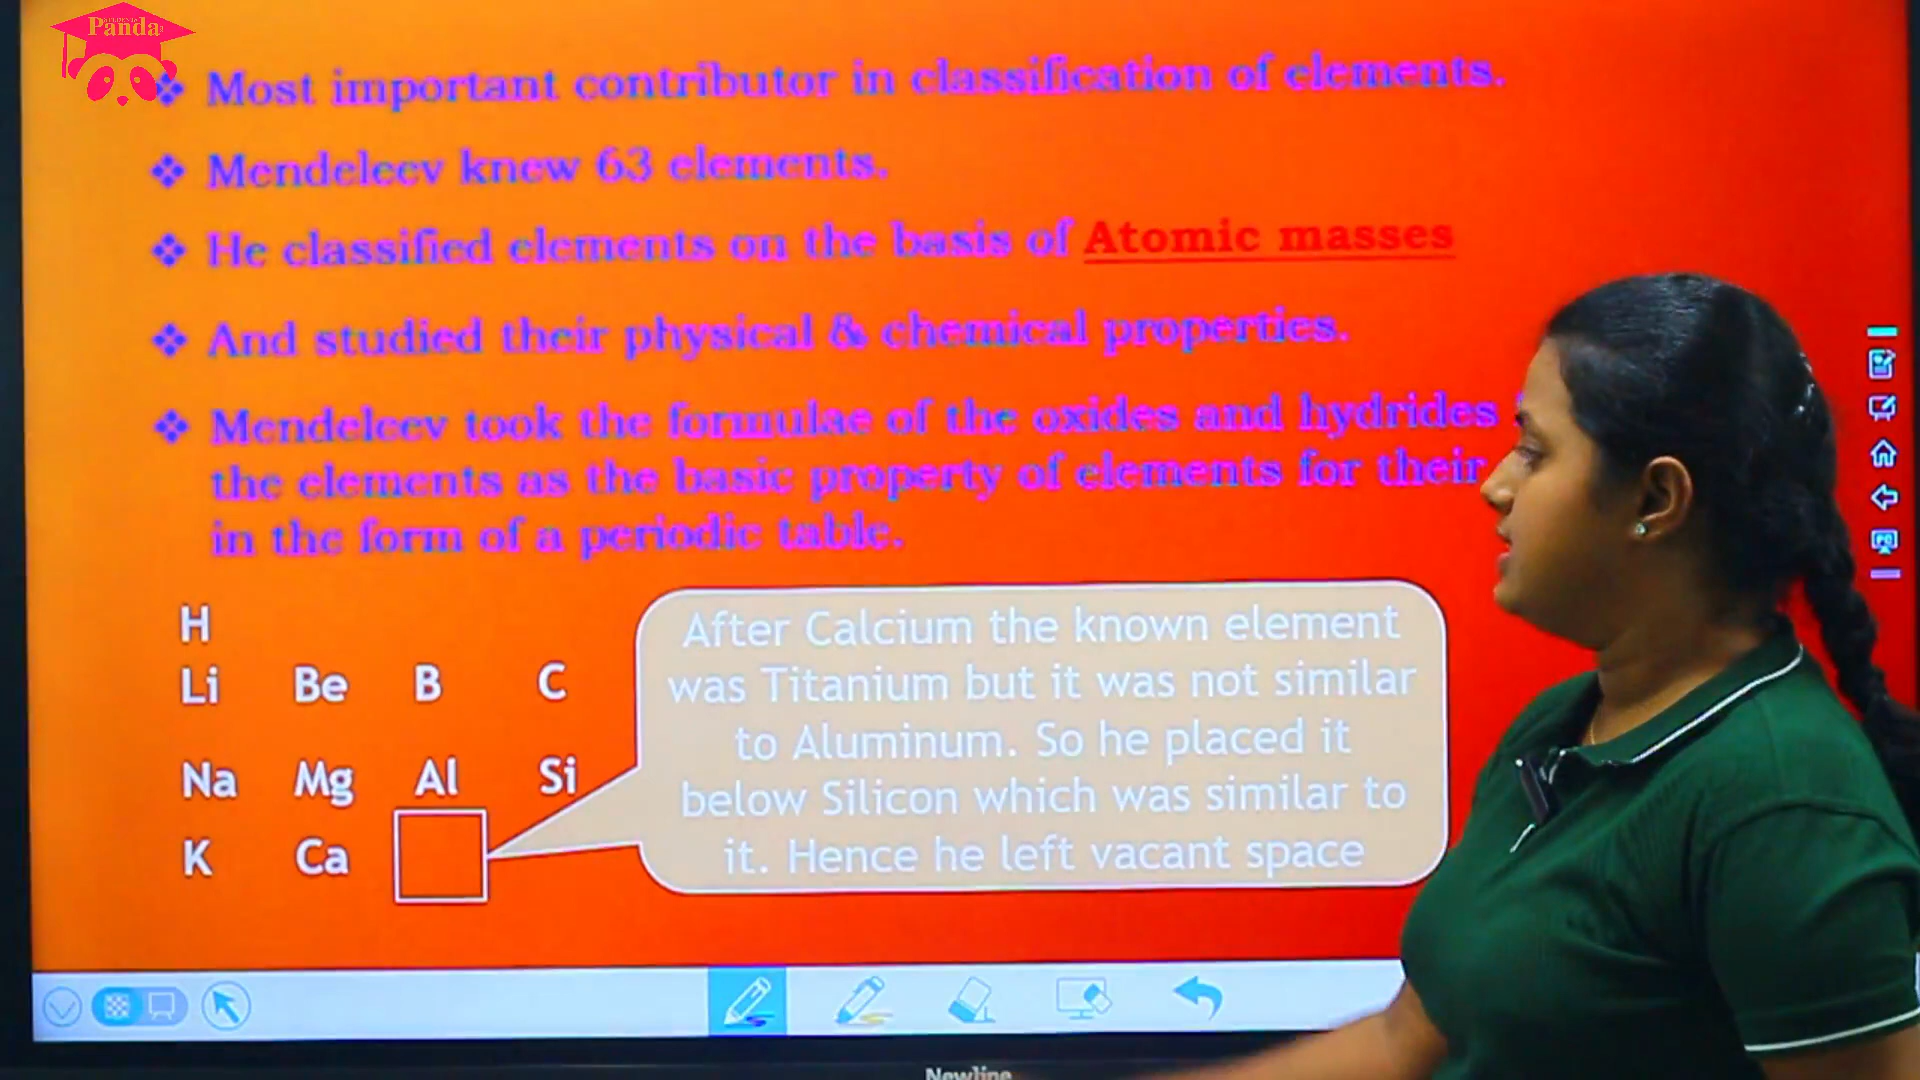 Panda
Most important contributor in classification of elements.
Mendeleev knew 63 elements.
He classified elements on the basis of Atomic masses
And studied their physical & chemical properties.
Mendeleev took the formulae of the oxides and hydrides
the elements as the basic property of elements for their
in the form of a periodic table.
H
Li Be B C
Na Mg Al Si
K Ca
After Calcium the known element
was Titanium but it was not similar
to Aluminum. So he placed it
below Silicon which was similar to
it. Hence he left vacant space
PC
Newline